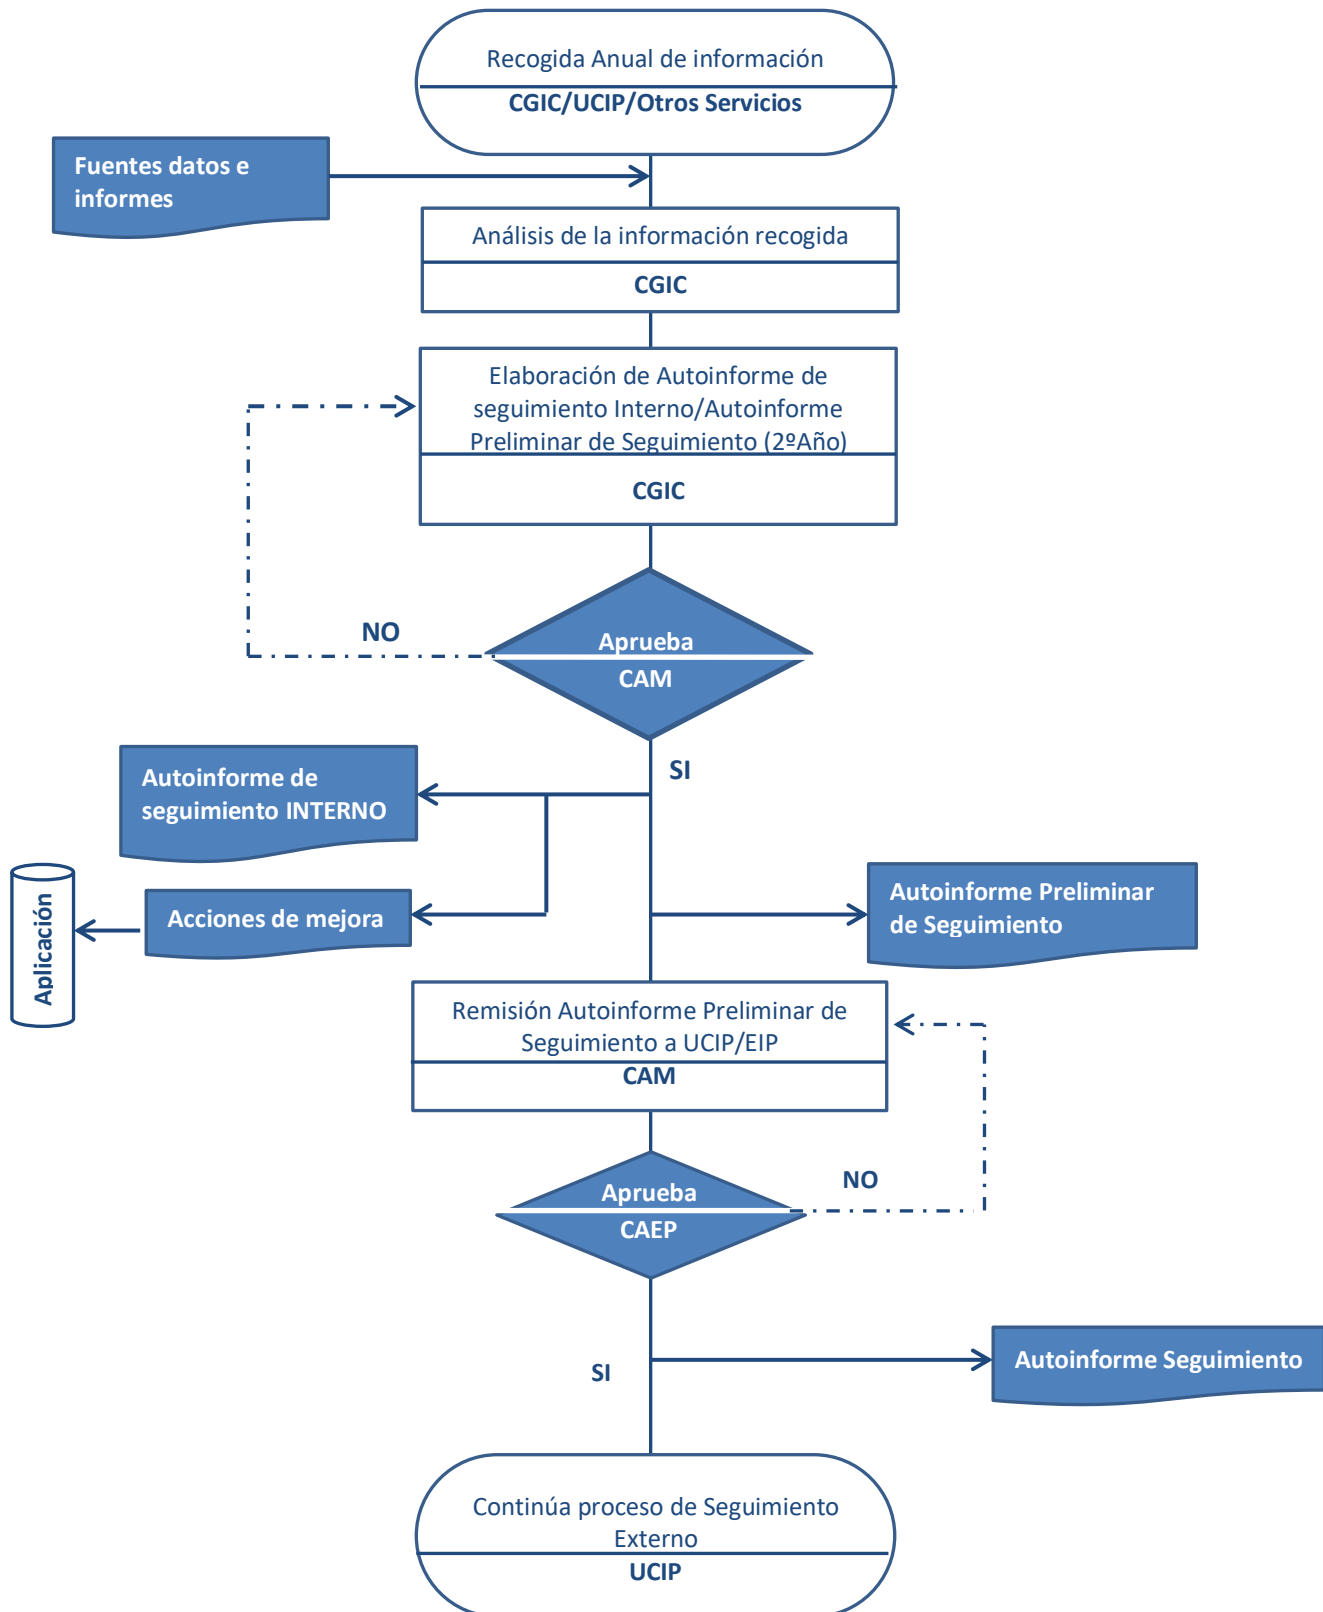 Recogida Anual de información
CGIC/UCIP/Otros Servicios
Fuentes datos e
informes
Análisis de la información recogida
CGIC
Elaboración de Autoinforme de
seguimiento Interno/Autoinforme
Preliminar de Seguimiento (2ºAño)
CGIC
NO
Aprueba
CAM
SI
Autoinforme de
seguimiento INTERNO
Acciones de mejora
Aplicación
Autoinforme Preliminar
de Seguimiento
Remisión Autoinforme Preliminar de
Seguimiento a UCIP/EIP
CAM
Aprueba
CAEP
NO
SI
Autoinforme Seguimiento
Continúa proceso de Seguimiento
Externo
UCIP